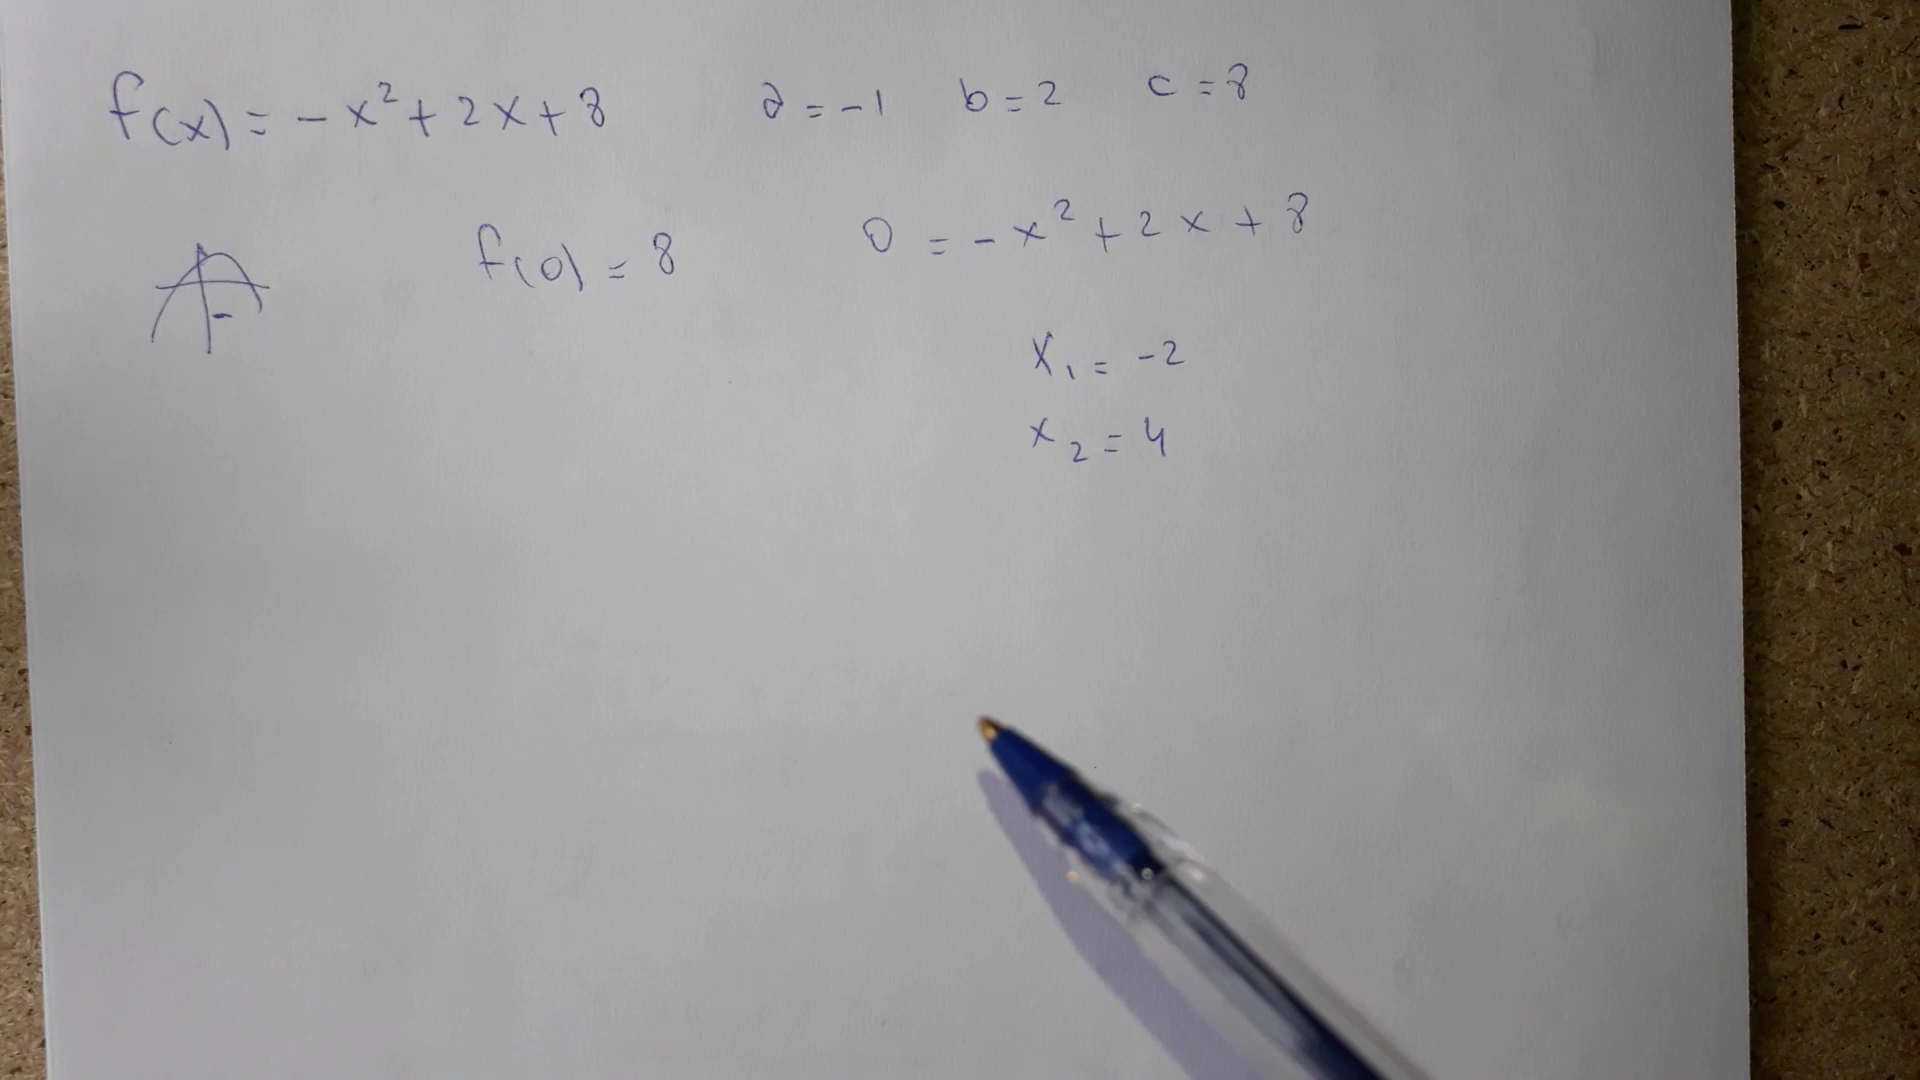 f(x) = -x² + 2x + 8 a = -1 b = 2 c = 8
f(0) = 8 0 = -x² + 2x + 8
x₁ = -2
x₂ = 4